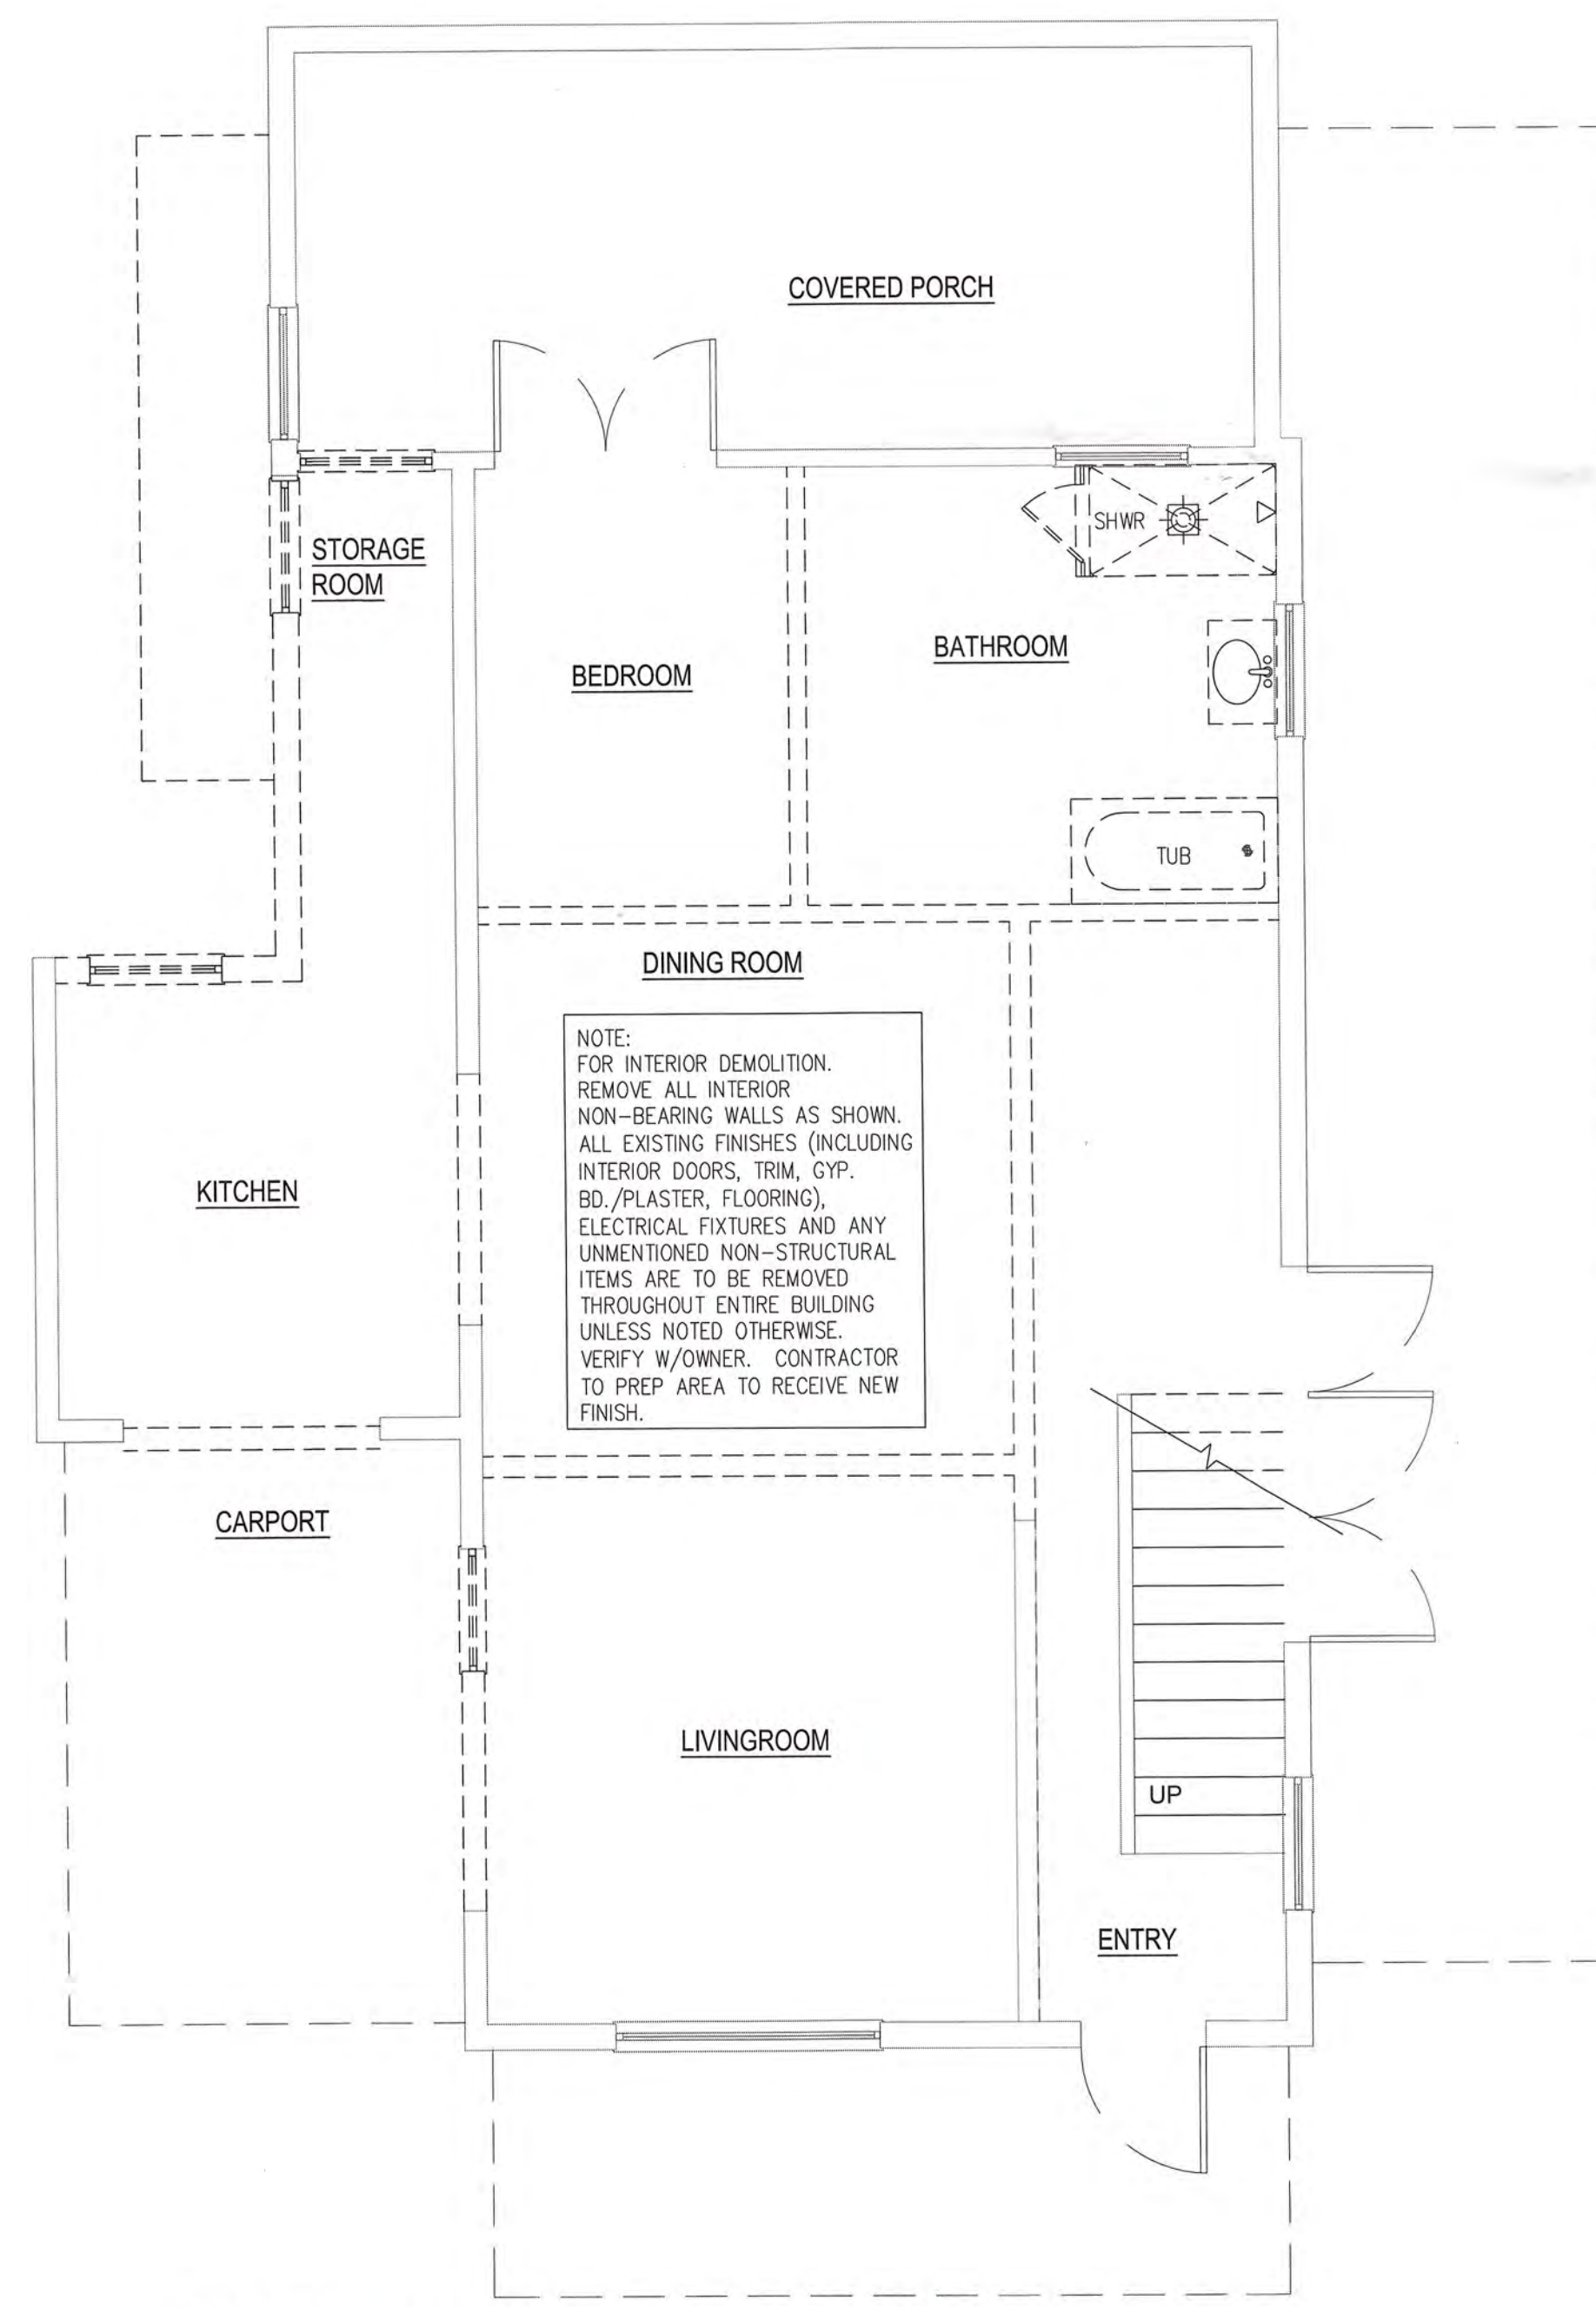 COVERED PORCH
STORAGE
ROOM
SHWR
BATHROOM
BEDROOM
TUB
DINING ROOM
NOTE:
FOR INTERIOR DEMOLITION.
REMOVE ALL INTERIOR
NON-BEARING WALLS AS SHOWN.
ALL EXISTING FINISHES (INCLUDING
INTERIOR DOORS, TRIM, GYP.
BD./PLASTER, FLOORING),
ELECTRICAL FIXTURES AND ANY
UNMENTIONED NON-STRUCTURAL
ITEMS ARE TO BE REMOVED
THROUGHOUT ENTIRE BUILDING
UNLESS NOTED OTHERWISE.
VERIFY W/OWNER. CONTRACTOR
TO PREP AREA TO RECEIVE NEW
FINISH.
KITCHEN
CARPORT
LIVINGROOM
UP
ENTRY